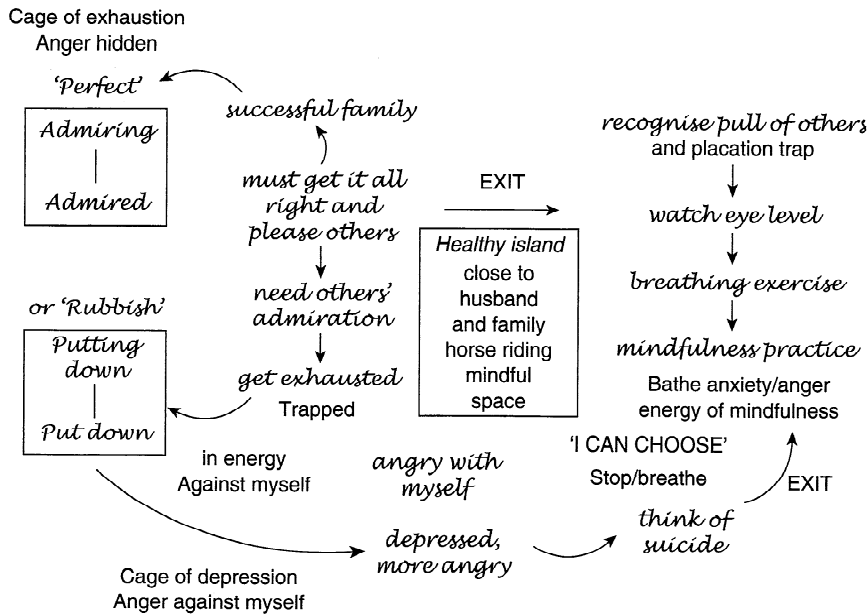 Cage of exhaustion
Anger hidden
'Perfect'
Admiring
Admired
successful family
must get it all
right and
please others
need others'
admiration
get exhausted
Trapped
or 'Rubbish'
Putting
down
Put down
EXIT
Healthy island
close to
husband
and family
horse riding
mindful
space
recognise pull of others
and placation trap
watch eye level
breathing exercise
mindfulness practice
Bathe anxiety/anger
energy of mindfulness
in energy
Against myself
angry with
myself
'I CAN CHOOSE'
Stop/breathe
EXIT
depressed,
more angry
think of
suicide
Cage of depression
Anger against myself